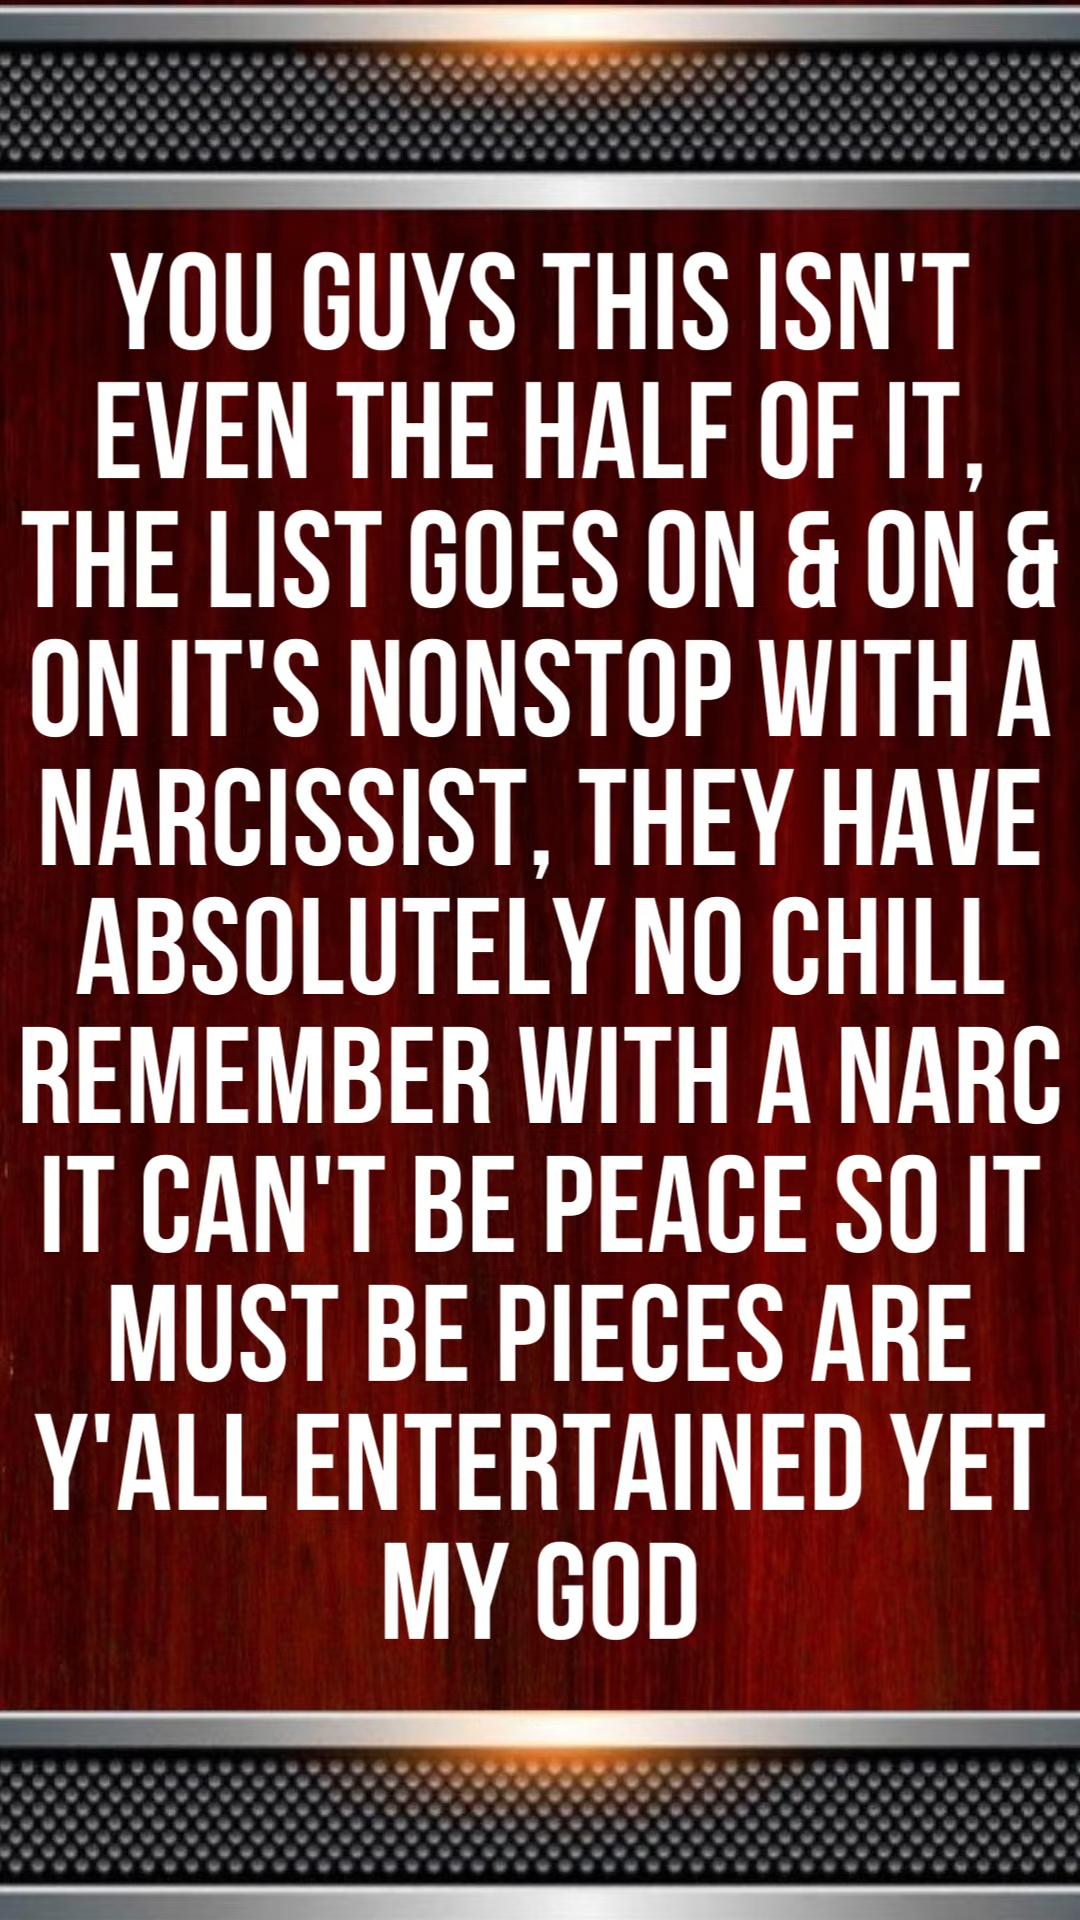 YOU GUYS THIS ISN'T
EVEN THE HALF OF IT,
THE LIST GOES ON & ON &
ON IT'S NONSTOP WITH A
NARCISSIST, THEY HAVE
ABSOLUTELY NO CHILL
REMEMBER WITH A NARC
IT CAN'T BE PEACE SO IT
MUST BE PIECES ARE
Y'ALL ENTERTAINED YET
MY GOD